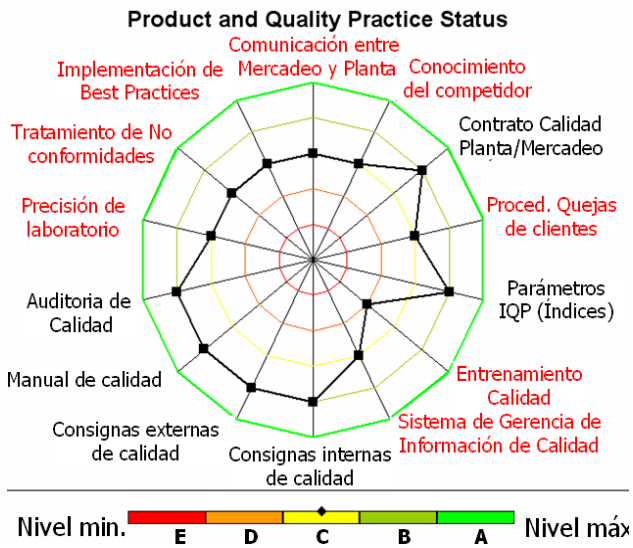 Product and Quality Practice Status
Comunicación entre
Mercadeo y Planta
Implementación de
Best Practices
Conocimiento
del competidor
Tratamiento de No
conformidades
Contrato Calidad
Planta/Mercadeo
Precisión de
laboratorio
Proced. Quejas
de clientes
Auditoria de
Calidad
Parámetros
IQP (Índices)
Manual de calidad
Entrenamiento
Calidad
Consignas externas
de calidad
Sistema de Gerencia de
Información de Calidad
Consignas internas
de calidad
Nivel min.
E D C B A
Nivel máx